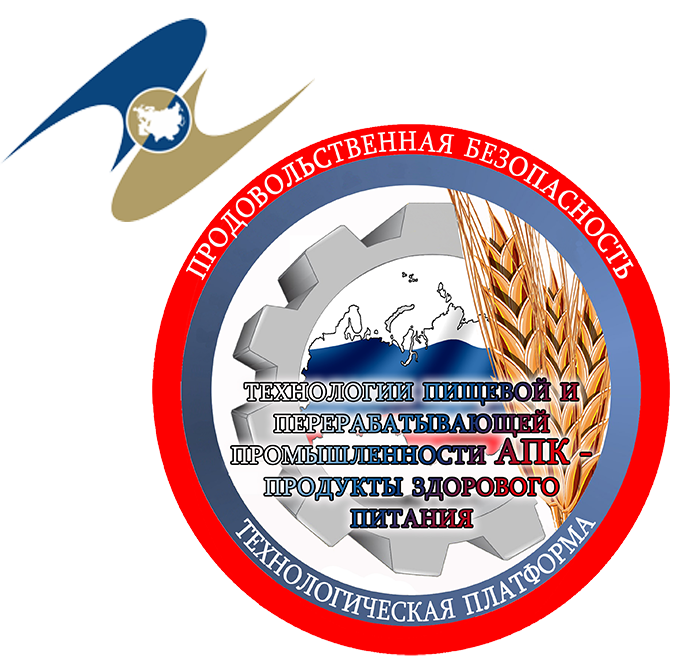 ПРОДОВОЛЬСТВЕННАЯ БЕЗОПАСНОСТЬ
ТЕХНОЛОГИИ ПИЩЕВОЙ И
ПЕРЕРАБАТЫВАЮЩЕЙ
ПРОМЫШЛЕННОСТИ АПК -
ПРОДУКТЫ ЗДОРОВОГО
ПИТАНИЯ
ТЕХНОЛОГИЧЕСКАЯ ПЛАТФОРМА